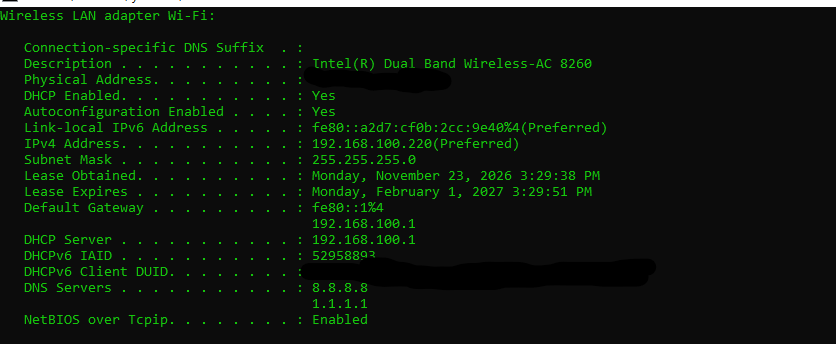 Wireless LAN adapter Wi-Fi:
Connection-specific DNS Suffix . :
Description . . . . . . . . . . . : Intel(R) Dual Band Wireless-AC 8260
Physical Address. . . . . . . . . :
DHCP Enabled. . . . . . . . . . . : Yes
Autoconfiguration Enabled . . . . : Yes
Link-local IPv6 Address . . . . . : fe80::a2d7:cf0b:2cc:9e40%4(Preferred)
IPv4 Address. . . . . . . . . . . : 192.168.100.220(Preferred)
Subnet Mask . . . . . . . . . . . : 255.255.255.0
Lease Obtained. . . . . . . . . . : Monday, November 23, 2026 3:29:38 PM
Lease Expires . . . . . . . . . . : Monday, February 1, 2027 3:29:51 PM
Default Gateway . . . . . . . . . : fe80::1%4
192.168.100.1
DHCP Server . . . . . . . . . . . : 192.168.100.1
DHCPv6 IAID . . . . . . . . . . . : 52958893
DHCPv6 Client DUID. . . . . . . . :
DNS Servers . . . . . . . . . . . : 8.8.8.8
1.1.1.1
NetBIOS over Tcpip. . . . . . . . : Enabled